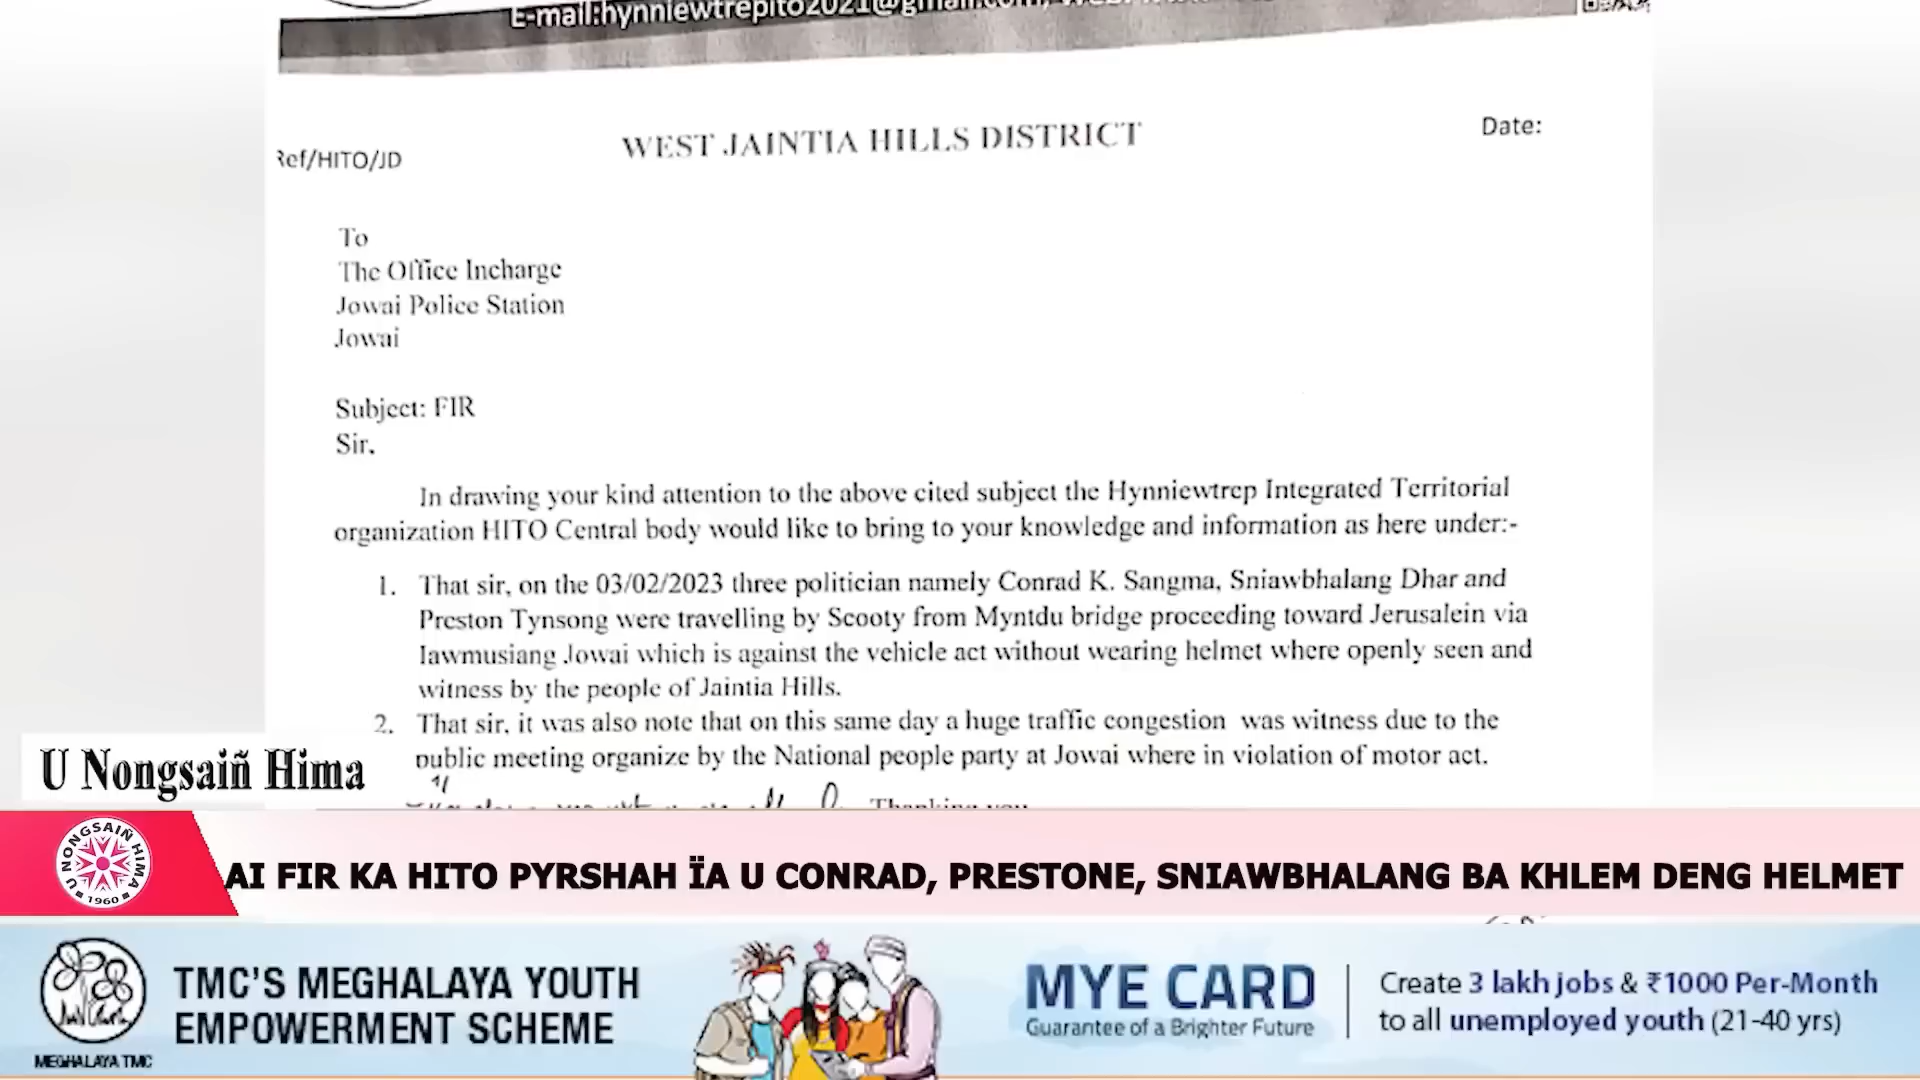 E-mail:hynniewtrepito2021@gmail.com,
WEST JAINTIA HILLS DISTRICT
Date:
Ref/HITO/JD
To
The Office Incharge
Jowai Police Station
Jowai
Subject: FIR
Sir.
In drawing your kind attention to the above cited subject the Hynniewtrep Integrated Territorial
organization HITO Central body would like to bring to your knowledge and information as here under:-
1. That sir, on the 03/02/2023 three politician namely Conrad K. Sangma, Sniawbhalang Dhar and
Preston Tynsong were travelling by Scooty from Myntdu bridge proceeding toward Jerusalein via
Iawmusiang Jowai which is against the vehicle act without wearing helmet where openly seen and
witness by the people of Jaintia Hills.
2. That sir, it was also note that on this same day a huge traffic congestion was witness due to the
public meeting organize by the National people party at Jowai where in violation of motor act.
Thanking you
U Nongsaiñ Hima
U NONGSAIÑ HIMA
1960
AI FIR KA HITO PYRSHAH ÏA U CONRAD, PRESTONE, SNIAWBHALANG BA KHLEM DENG HELMET
MEGHALAYA TMC
TMC'S MEGHALAYA YOUTH
EMPOWERMENT SCHEME
MYE CARD
Guarantee of a Brighter Future
Create 3 lakh jobs & ₹1000 Per-Month
to all unemployed youth (21-40 yrs)